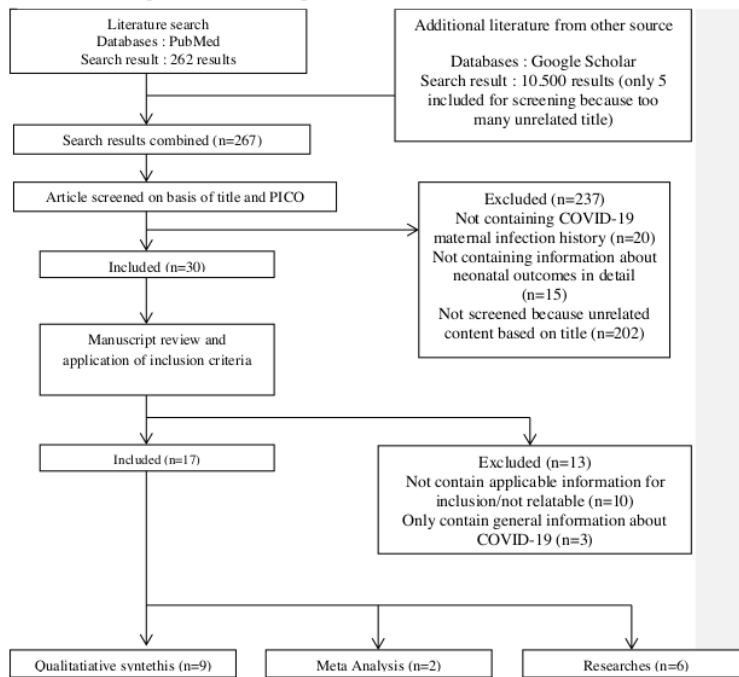 Literature search
Databases : PubMed
Search result : 262 results
Additional literature from other source
Databases : Google Scholar
Search result : 10.500 results (only 5
included for screening because too
many unrelated title)
Search results combined (n=267)
Article screened on basis of title and PICO
Excluded (n=237)
Not containing COVID-19
maternal infection history (n=20)
Not containing information about
neonatal outcomes in detail
(n=15)
Not screened because unrelated
content based on title (n=202)
Included (n=30)
Manuscript review and
application of inclusion criteria
Included (n=17)
Excluded (n=13)
Not contain applicable information for
inclusion/not relatable (n=10)
Only contain general information about
COVID-19 (n=3)
Qualitatiative syntethis (n=9)
Meta Analysis (n=2)
Researches (n=6)